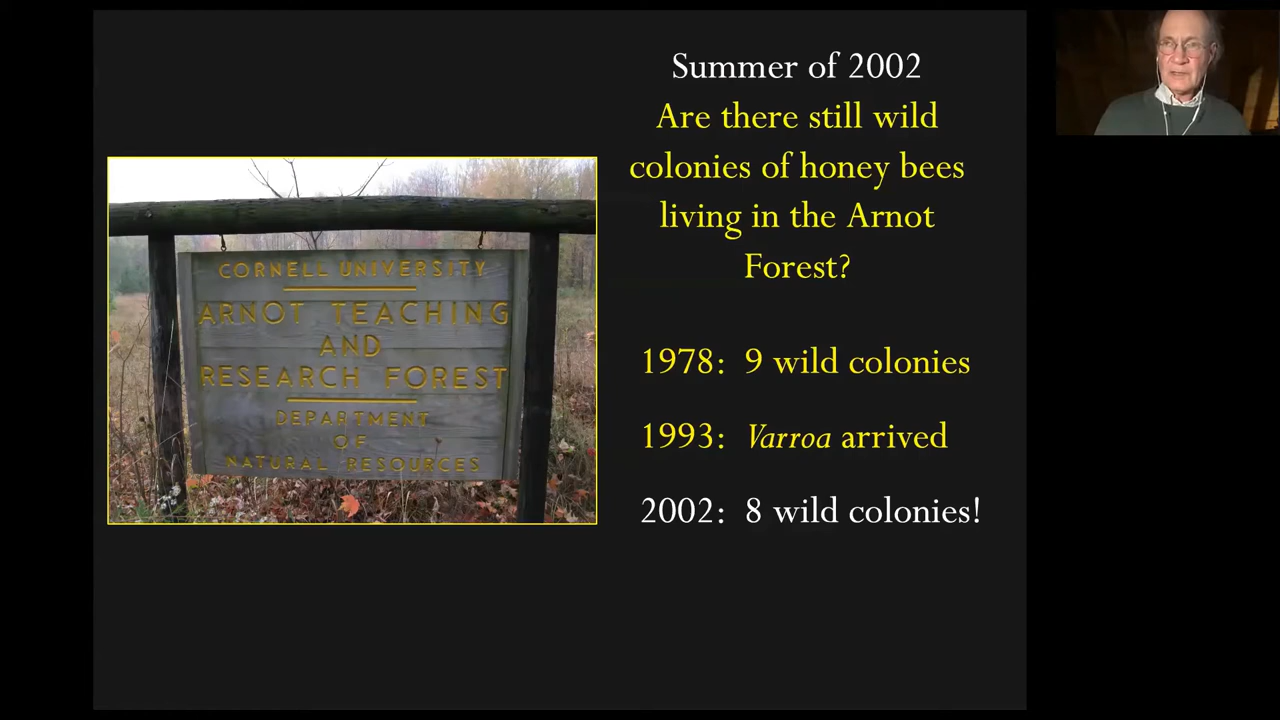 Summer of 2002
Are there still wild
colonies of honey bees
living in the Arnot
Forest?
1978: 9 wild colonies
1993: Varroa arrived
2002: 8 wild colonies!
CORNELL UNIVERSITY
ARNOT TEACHING
AND
RESEARCH FOREST
DEPARTMENT
OF
NATURAL RESOURCES